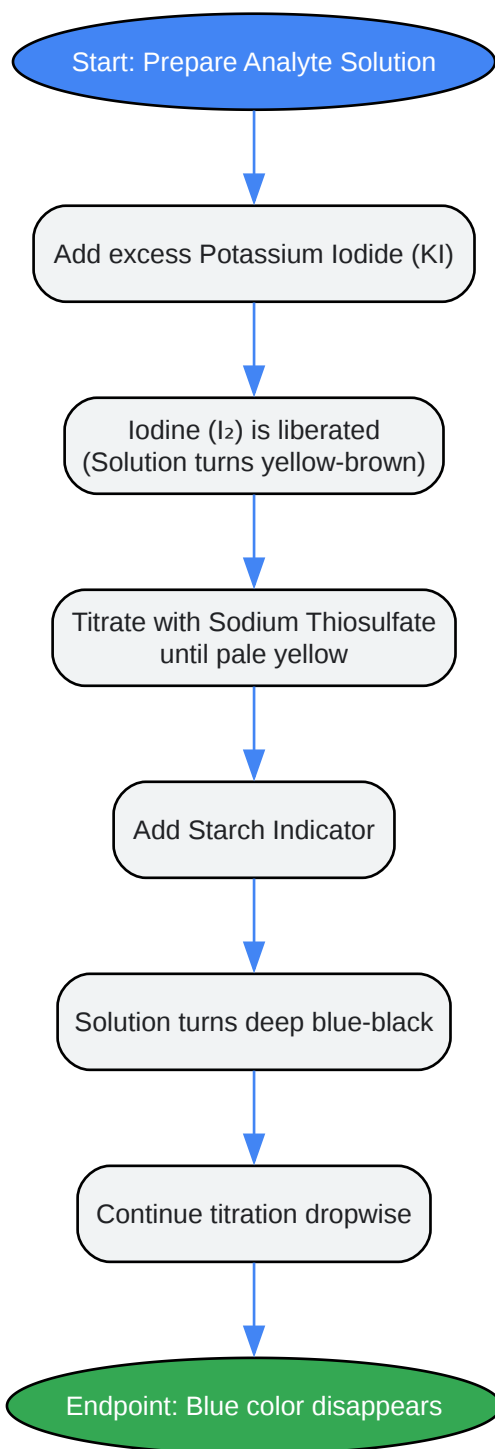 Start: Prepare Analyte Solution
Add excess Potassium Iodide (KI)
Iodine (I₂) is liberated
(Solution turns yellow-brown)
Titrate with Sodium Thiosulfate
until pale yellow
Add Starch Indicator
Solution turns deep blue-black
Continue titration dropwise
Endpoint: Blue color disappears